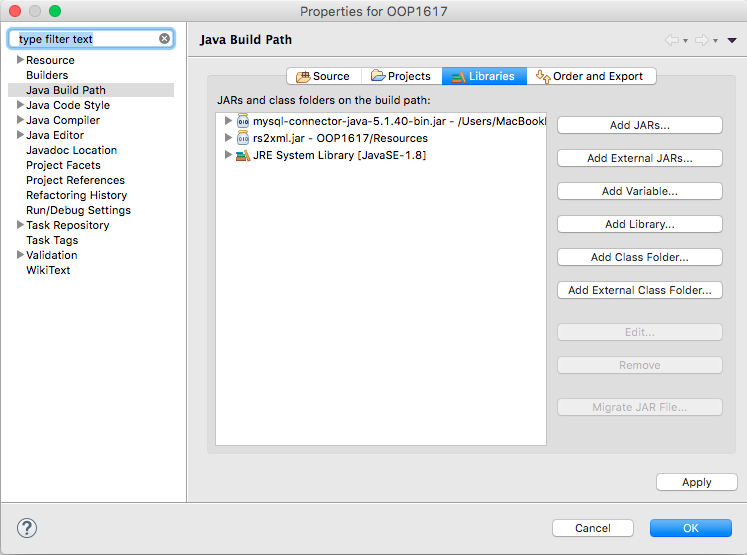 Properties for OOP1617
type filter text
Resource
Builders
Java Build Path
Java Code Style
Java Compiler
Java Editor
Javadoc Location
Project Facets
Project References
Refactoring History
Run/Debug Settings
Task Repository
Task Tags
Validation
WikiText
Java Build Path
Source Projects Libraries Order and Export
JARs and class folders on the build path:
mysql-connector-java-5.1.40-bin.jar - /Users/MacBookl
rs2xml.jar - OOP1617/Resources
JRE System Library [JavaSE-1.8]
Add JARs...
Add External JARs...
Add Variable...
Add Library...
Add Class Folder...
Add External Class Folder...
Edit...
Remove
Migrate JAR File...
Apply
?
Cancel OK